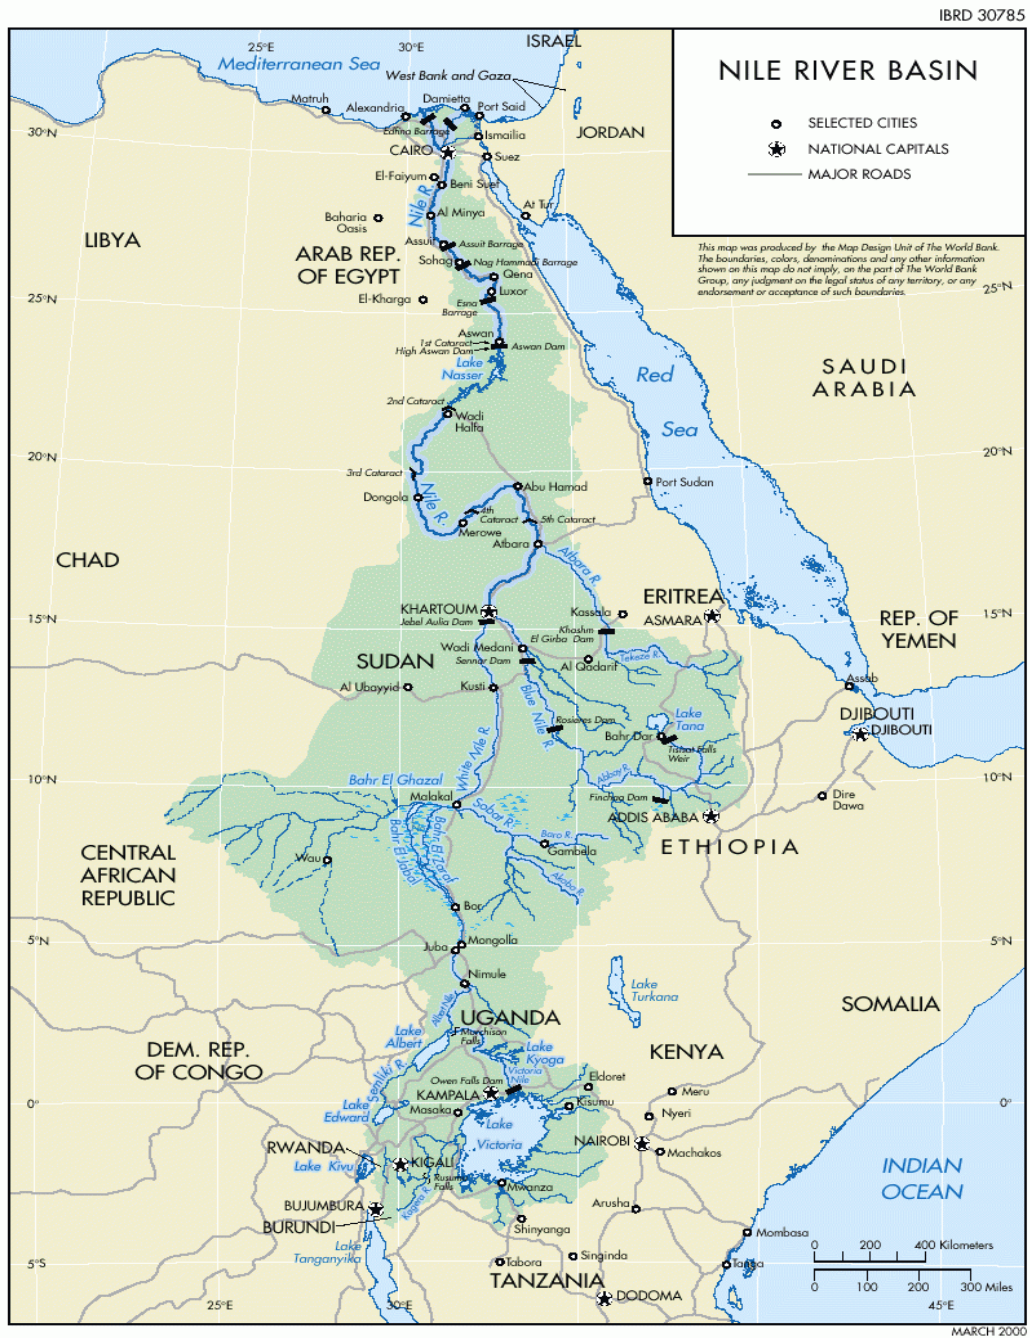 IBRD 30785
25°E
30°E
ISRAEL
Mediterranean Sea
West Bank and Gaza
NILE RIVER BASIN
SELECTED CITIES
NATIONAL CAPITALS
MAJOR ROADS
Matruh
Alexandria
Damietta
Port Said
30°N
Edfina Barrage
Ismailia
JORDAN
CAIRO
Suez
El-Faiyum
Beni Suef
Nile R.
Baharia
Oasis
Al Minya
At Tur
LIBYA
ARAB REP.
OF EGYPT
Assuit
Assuit Barrage
Sohag
Nag Hammadi Barrage
Qena
This map was produced by the Map Design Unit of The World Bank.
The boundaries, colors, denominations and any other information
shown on this map do not imply, on the part of The World Bank
Group, any judgment on the legal status of any territory, or any
endorsement or acceptance of such boundaries.
25°N
25°N
El-Kharga
Luxor
Esna
Barrage
Aswan
1st Cataract
High Aswan Dam
Aswan Dam
Lake
Nasser
Red
Sea
SAUDI
ARABIA
2nd Cataract
Wadi
Halfa
20°N
20°N
3rd Cataract
Nile R.
Dongola
Abu Hamad
Port Sudan
4th
Cataract
5th Cataract
Merowe
Atbara
Atbara R.
CHAD
ERITREA
KHARTOUM
Jebel Aulia Dam
Kassala
ASMARA
15°N
15°N
REP. OF
YEMEN
Khashm
El Girba Dam
Wadi Medani
Sennar Dam
Tekeze R.
SUDAN
Al Qadarif
Al Ubayyid
Kusti
Assab
Blue Nile R.
Lake
Tana
DJIBOUTI
DJIBOUTI
Rosieres Dam
Bahr Dar
Tisisat Falls
Weir
White Nile R.
10°N
10°N
Bahr El Ghazal
Abbay R.
Malakal
Finchaa Dam
Dire
Dawa
Sobat R.
ADDIS ABABA
ETHIOPIA
Bahr El Jabal
Bahr El Zaraf
Baro R.
Gambela
CENTRAL
AFRICAN
REPUBLIC
Wau
Akobo R.
Bor
5°N
5°N
Mongolla
Juba
Nimule
Lake
Turkana
Albert Nile
UGANDA
SOMALIA
Lake
Albert
Murchison
Falls
DEM. REP.
OF CONGO
Lake
Kyoga
KENYA
Semliki R.
Victoria
Nile
Owen Falls Dam
Eldoret
KAMPALA
Meru
0°
0°
Lake
Edward
Masaka
Kisumu
Nyeri
Lake
Victoria
NAIROBI
RWANDA
Machakos
Lake Kivu
KIGALI
Rusumo
Falls
INDIAN
OCEAN
Mwanza
Kagera R.
BUJUMBURA
BURUNDI
Arusha
Shinyanga
Mombasa
Lake
Tanganyika
0 200 400 Kilometers
0 100 200 300 Miles
5°S
Tabora
Singinda
Tanga
TANZANIA
DODOMA
25°E
30°E
45°E
MARCH 2000